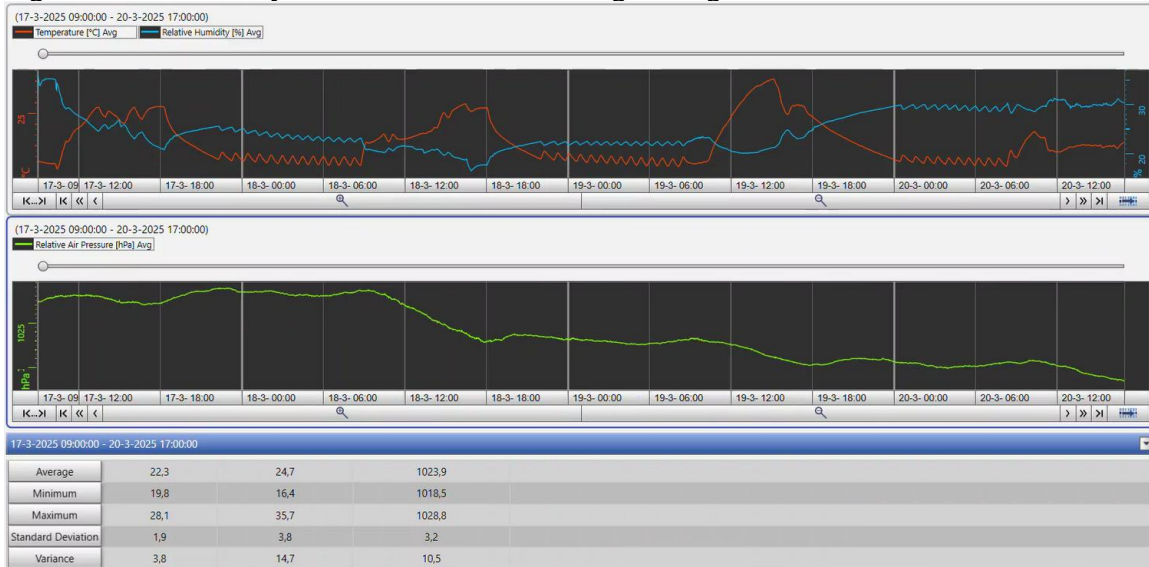 (17-3-2025 09:00:00 - 20-3-2025 17:00:00)
Temperature [°C] Avg Relative Humidity [%] Avg
25
°C
30
20
%
17-3- 09 17-3- 12:00 17-3- 18:00 18-3- 00:00 18-3- 06:00 18-3- 12:00 18-3- 18:00 19-3- 00:00 19-3- 06:00 19-3- 12:00 19-3- 18:00 20-3- 00:00 20-3- 06:00 20-3- 12:00
(17-3-2025 09:00:00 - 20-3-2025 17:00:00)
Relative Air Pressure [hPa] Avg
1025
hPa
17-3- 09 17-3- 12:00 17-3- 18:00 18-3- 00:00 18-3- 06:00 18-3- 12:00 18-3- 18:00 19-3- 00:00 19-3- 06:00 19-3- 12:00 19-3- 18:00 20-3- 00:00 20-3- 06:00 20-3- 12:00
17-3-2025 09:00:00 - 20-3-2025 17:00:00
Average 22,3 24,7 1023,9
Minimum 19,8 16,4 1018,5
Maximum 28,1 35,7 1028,8
Standard Deviation 1,9 3,8 3,2
Variance 3,8 14,7 10,5